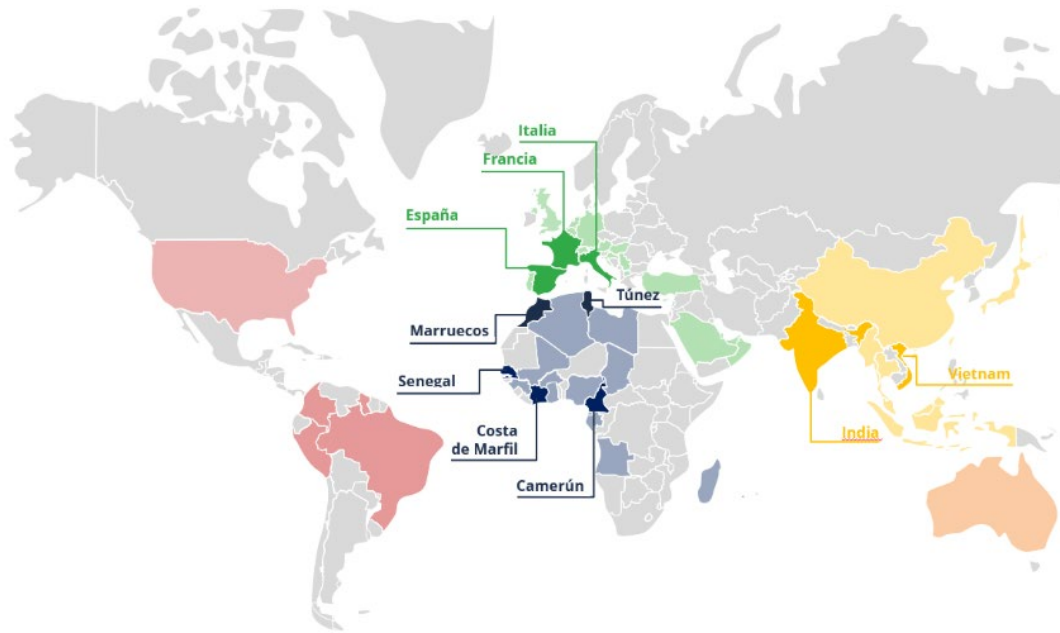 Italia
Francia
España
Túnez
Marruecos
Senegal
Vietnam
Costa
de Marfil
India
Camerún